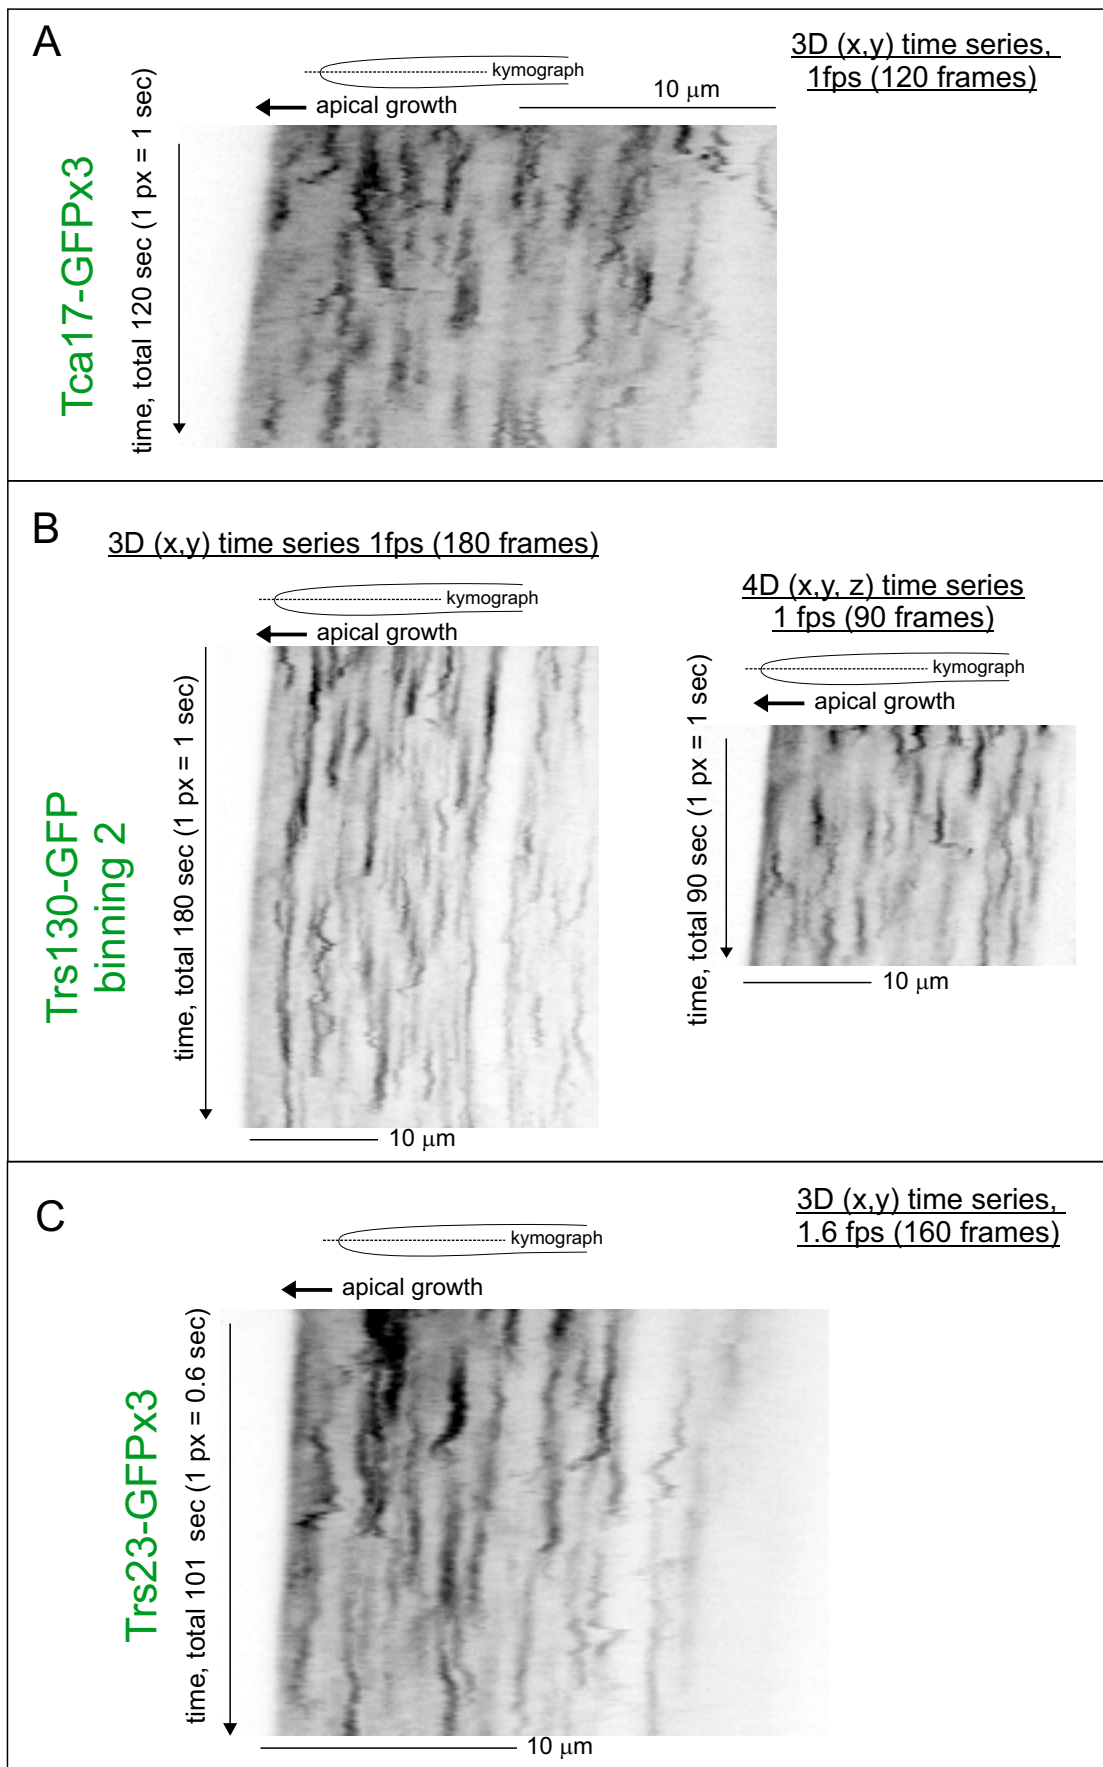 A
3D (x,y) time series,
1fps (120 frames)
kymograph
apical growth
10 μm
time, total 120 sec (1 px = 1 sec)
Tca17-GFPx3
B
3D (x,y) time series 1fps (180 frames)
kymograph
apical growth
4D (x,y, z) time series
1 fps (90 frames)
kymograph
apical growth
time, total 180 sec (1 px = 1 sec)
Trs130-GFP
binning 2
time, total 90 sec (1 px = 1 sec)
10 μm
10 μm
C
3D (x,y) time series,
1.6 fps (160 frames)
kymograph
apical growth
time, total 101 sec (1 px = 0.6 sec)
Trs23-GFPx3
10 μm